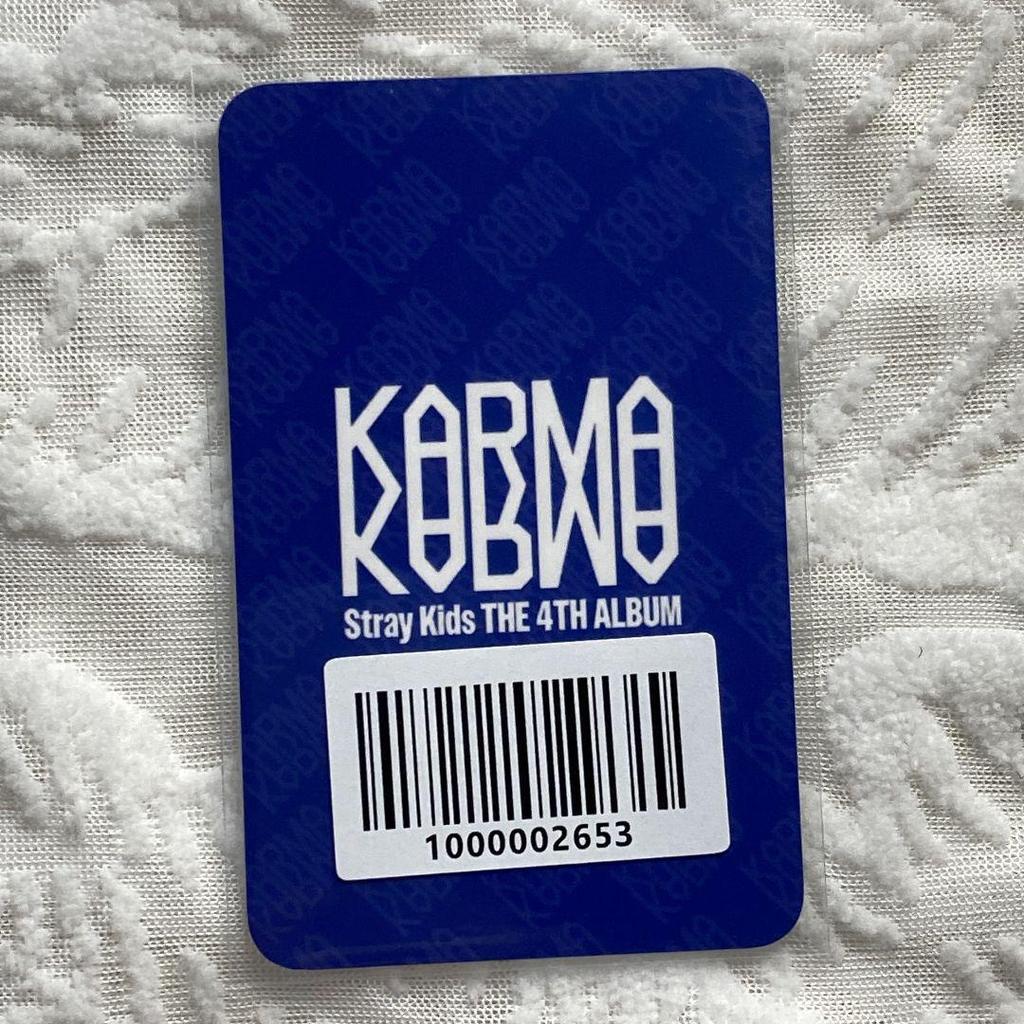 KARMA
Stray Kids THE 4TH ALBUM
1000002653